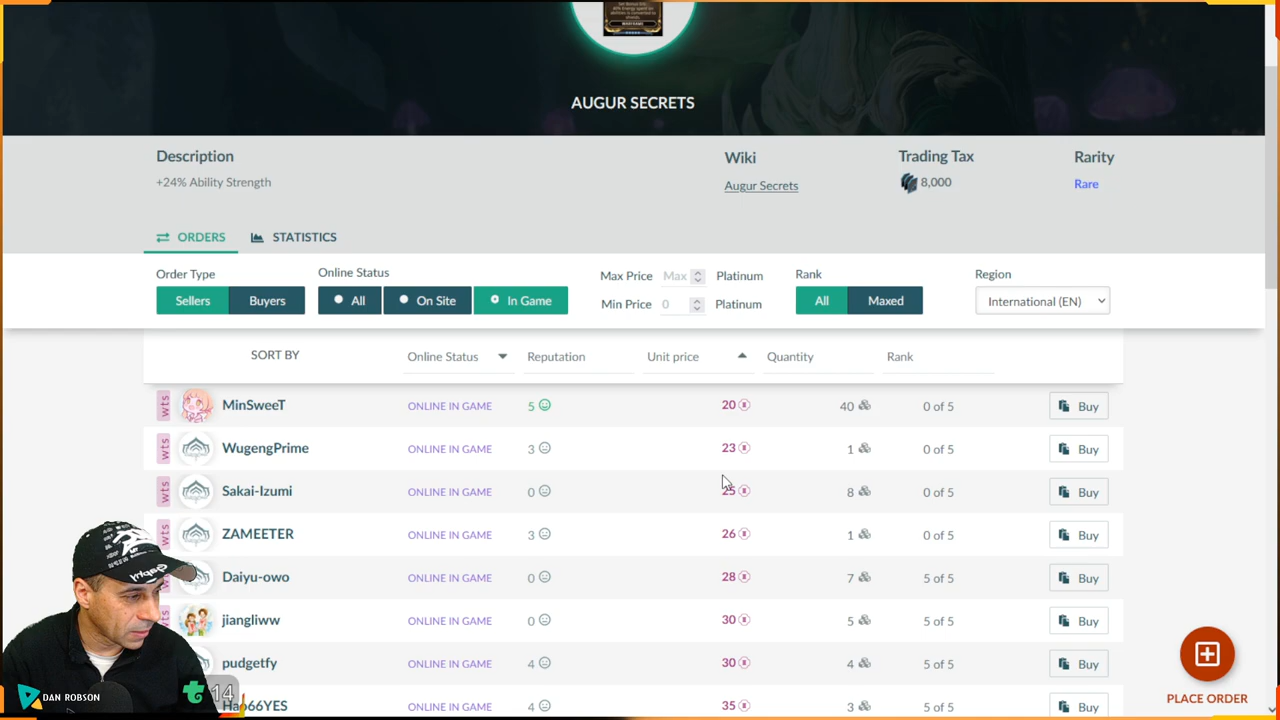 AUGUR SECRETS
Description
Wiki
Trading Tax
Rarity
+24% Ability Strength
Augur Secrets
8,000
Rare
ORDERS
STATISTICS
Order Type
Online Status
Max Price Max Platinum
Rank
Region
Sellers Buyers
All On Site In Game
Min Price 0 Platinum
All Maxed
International (EN)
SORT BY Online Status Reputation Unit price Quantity Rank
wts MinSweeT ONLINE IN GAME 5 20 40 0 of 5 Buy
wts WugengPrime ONLINE IN GAME 3 23 1 0 of 5 Buy
wts Sakai-Izumi ONLINE IN GAME 0 25 8 0 of 5 Buy
wts ZAMEETER ONLINE IN GAME 3 26 1 0 of 5 Buy
Daiyu-owo ONLINE IN GAME 0 28 7 5 of 5 Buy
jiangliww ONLINE IN GAME 0 30 5 5 of 5 Buy
pudgetfy ONLINE IN GAME 4 30 4 5 of 5 Buy
Hao66YES ONLINE IN GAME 4 35 3 5 of 5 Buy
PLACE ORDER
DAN ROBSON
14